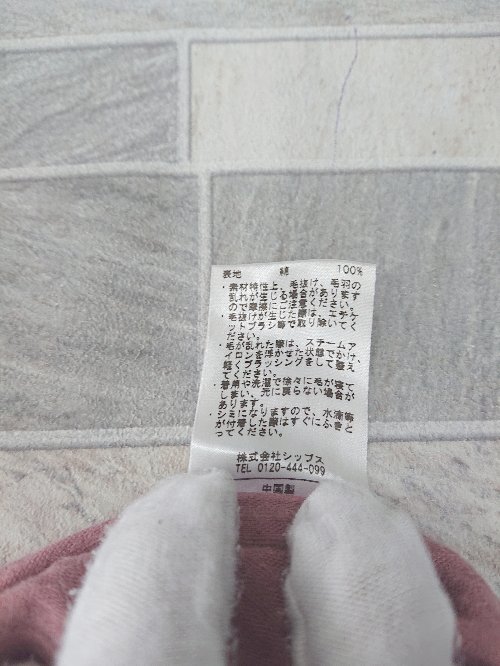 表地 綿 100%
・素材特性上、毛抜け、毛羽の
乱れが生じる場合があります
ので摩擦にご注意ください。
・毛抜けが生じた際は、エチケ
ットブラシ等で取り除いてく
ださい。
・毛が乱れた際は、スチームア
イロンを浮かせた状態でかけ、
軽くブラッシングをして整え
てください。
・着用や洗濯で徐々に毛が寝て
しまい、元に戻らない場合が
あります。
・シミになりますので、水滴等
が付着した際はすぐにふきと
ってください。
株式会社シップス
TEL 0120-444-099
中国製